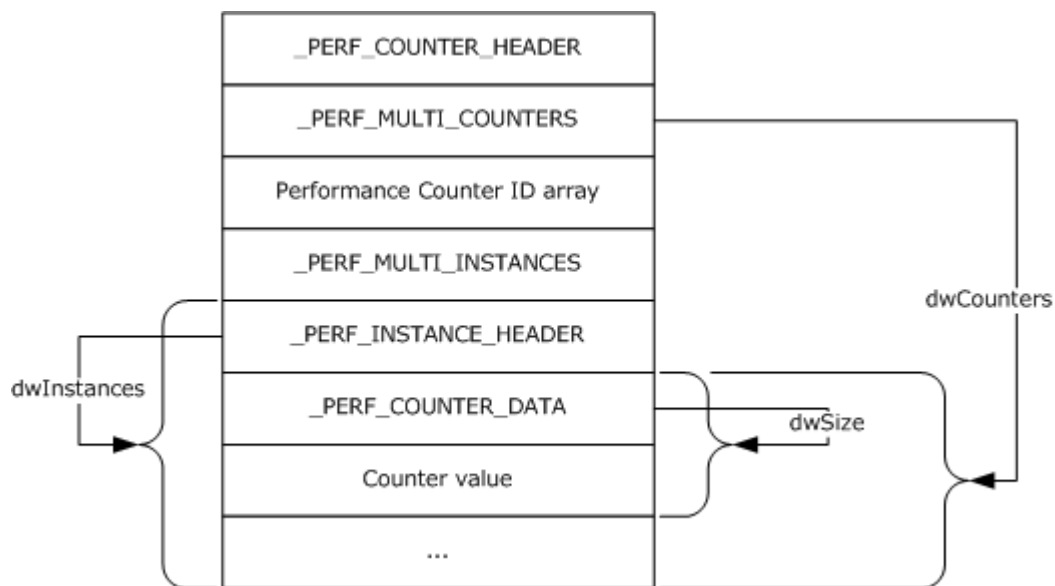 _PERF_COUNTER_HEADER
_PERF_MULTI_COUNTERS
Performance Counter ID array
_PERF_MULTI_INSTANCES
dwCounters
_PERF_INSTANCE_HEADER
dwInstances
_PERF_COUNTER_DATA
dwSize
Counter value
...